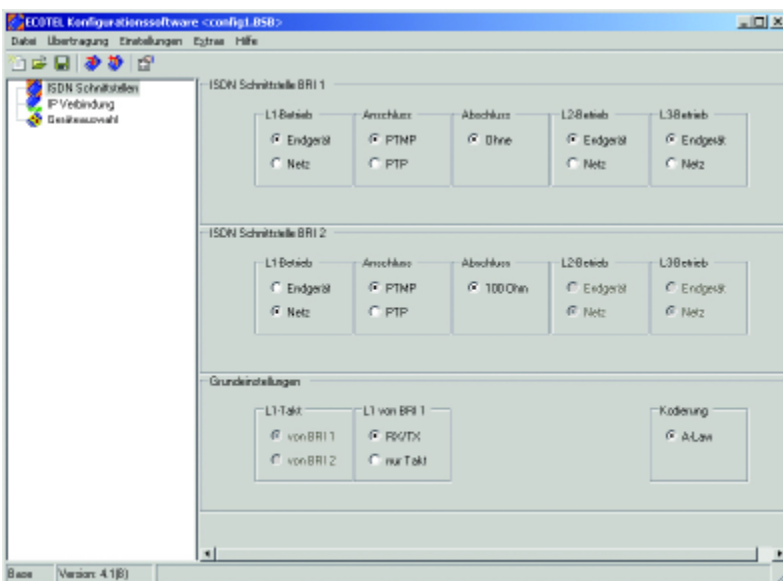 ECOTEL Konfigurationssoftware <config1.BSB>
Datei Übertragung Einstellungen Extras Hilfe
ISDN Schnittstellen
IP Verbindung
Geräteauswahl
ISDN Schnittstelle BRI 1
L1-Betrieb Anschluss Abschluss L2-Betrieb L3-Betrieb
Endgerät PTMP Ohne Endgerät Endgerät
Netz PTP Netz Netz
ISDN Schnittstelle BRI 2
L1-Betrieb Anschluss Abschluss L2-Betrieb L3-Betrieb
Endgerät PTMP 100 Ohm Endgerät Endgerät
Netz PTP Netz Netz
Grundeinstellungen
L1-Takt L1 von BRI 1 Kodierung
von BRI 1 RX/TX A-Law
von BRI 2 nur Takt
Base Version: 4.1(B)